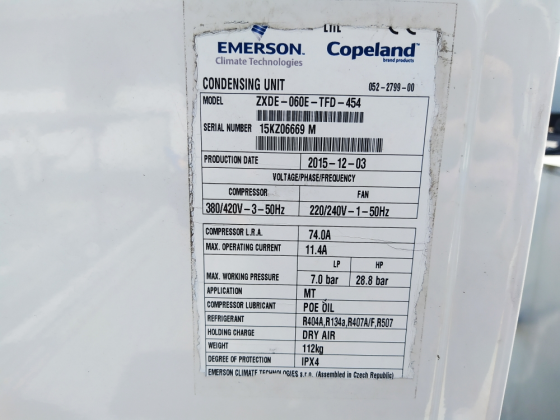 EMERSON.
Climate Technologies
Copeland
brand products
CONDENSING UNIT
052-2799-00
MODEL ZXDE-060E-TFD-454
SERIAL NUMBER 15KZ06669 M
PRODUCTION DATE 2015-12-03
VOLTAGE/PHASE/FREQUENCY
COMPRESSOR FAN
380/420V-3-50Hz 220/240V-1-50Hz
COMPRESSOR L.R.A. 74.0A
MAX. OPERATING CURRENT 11.4A
LP HP
MAX. WORKING PRESSURE 7.0 bar 28.8 bar
APPLICATION MT
COMPRESSOR LUBRICANT POE OIL
REFRIGERANT R404A,R134a,R407A/F,R507
HOLDING CHARGE DRY AIR
WEIGHT 112kg
DEGREE OF PROTECTION IPX4
EMERSON CLIMATE TECHNOLOGIES s.r.o. (Assembled in Czech Republic)